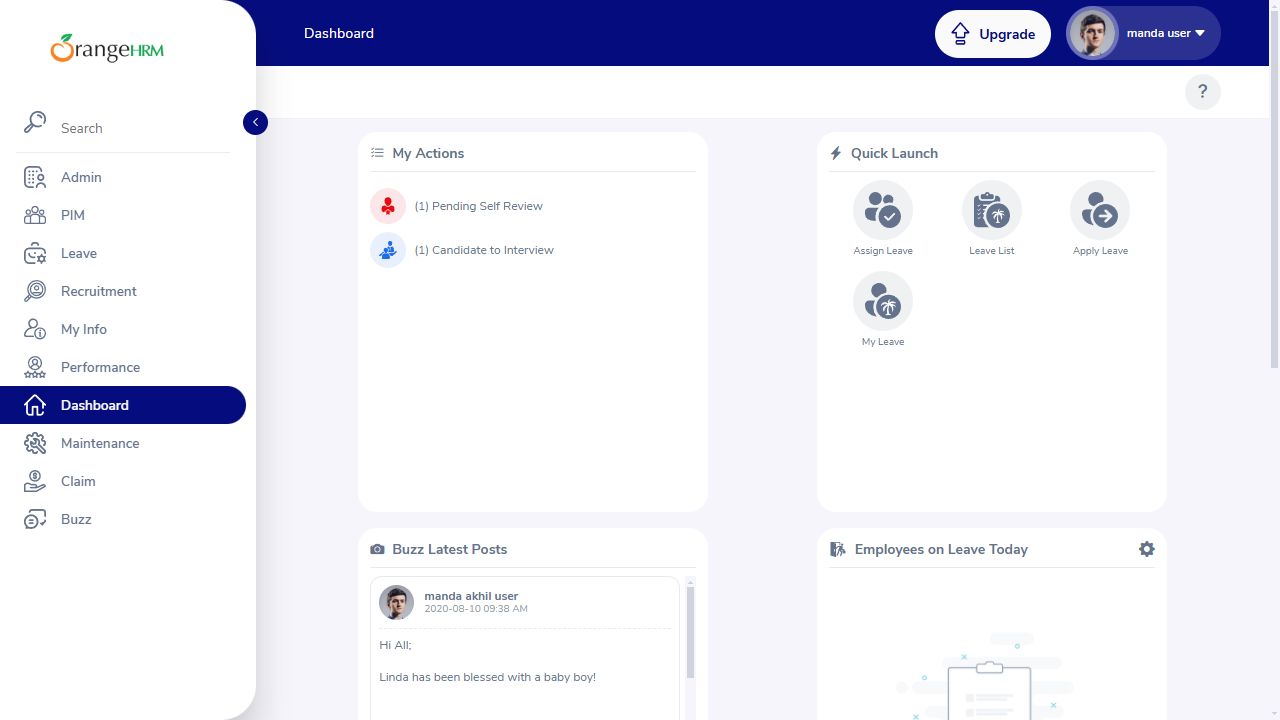 OrangeHRM
Search
Admin
PIM
Leave
Recruitment
My Info
Performance
Dashboard
Maintenance
Claim
Buzz
Dashboard
Upgrade
manda user
?
My Actions
(1) Pending Self Review
(1) Candidate to Interview
Quick Launch
Assign Leave
Leave List
Apply Leave
My Leave
Buzz Latest Posts
manda akhil user
2020-08-10 09:38 AM
Hi All;
Linda has been blessed with a baby boy!
Employees on Leave Today